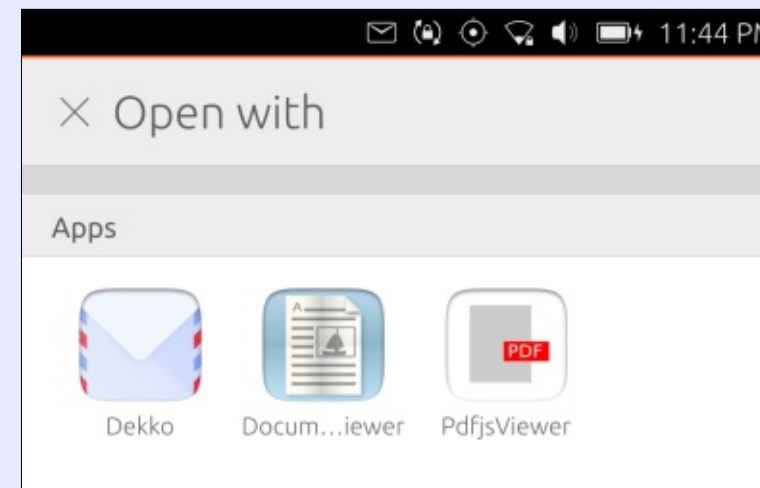 11:44 PM
Open with
Apps
A
PDF
Dekko
Docum...iewer
PdfjsViewer